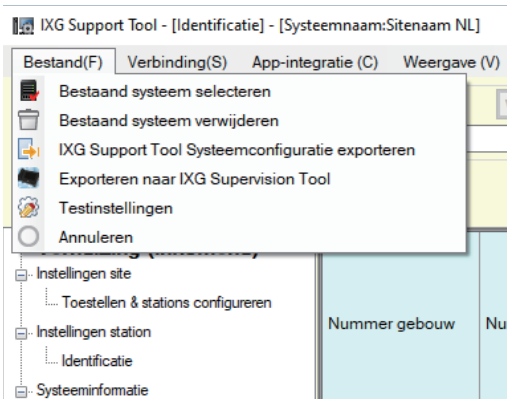 IXG Support Tool - [Identificatie] - [Systeemnaam:Sitenaam NL]
Bestand(F) Verbinding(S) App-integratie (C) Weergave (V)
Bestaand systeem selecteren
Bestaand systeem verwijderen
IXG Support Tool Systeemconfiguratie exporteren
Exporteren naar IXG Supervision Tool
Testinstellingen
Annuleren
Instellingen site
Toestellen & stations configureren
Instellingen station
Identificatie
Systeeminformatie
Nummer gebouw